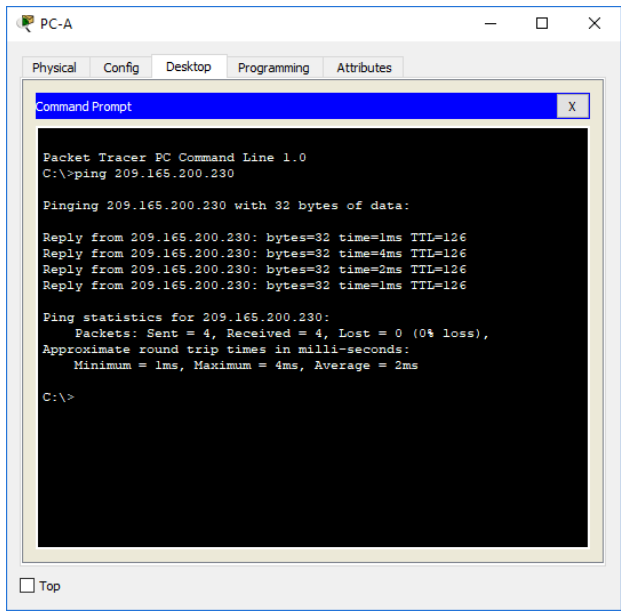 PC-A
Physical Config Desktop Programming Attributes
Command Prompt X
Packet Tracer PC Command Line 1.0
C:\>ping 209.165.200.230
Pinging 209.165.200.230 with 32 bytes of data:
Reply from 209.165.200.230: bytes=32 time=1ms TTL=126
Reply from 209.165.200.230: bytes=32 time=4ms TTL=126
Reply from 209.165.200.230: bytes=32 time=2ms TTL=126
Reply from 209.165.200.230: bytes=32 time=1ms TTL=126
Ping statistics for 209.165.200.230:
Packets: Sent = 4, Received = 4, Lost = 0 (0% loss),
Approximate round trip times in milli-seconds:
Minimum = 1ms, Maximum = 4ms, Average = 2ms
C:\>
Top